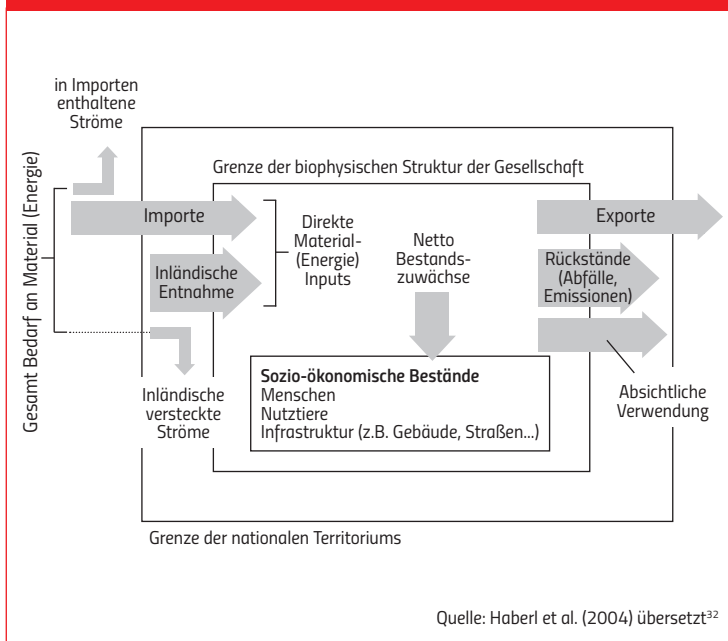 in Importen
enthaltene
Ströme
Gesamt Bedarf an Material (Energie)
Grenze der biophysischen Struktur der Gesellschaft
Importe
Direkte
Material-
(Energie)
Inputs
Netto
Bestands-
zuwächse
Exporte
Inländische
Entnahme
Rückstände
(Abfälle,
Emissionen)
Inländische
versteckte
Ströme
Sozio-ökonomische Bestände
Menschen
Nutztiere
Infrastruktur (z.B. Gebäude, Straßen...)
Absichtliche
Verwendung
Grenze der nationalen Territoriums
Quelle: Haberl et al. (2004) übersetzt32